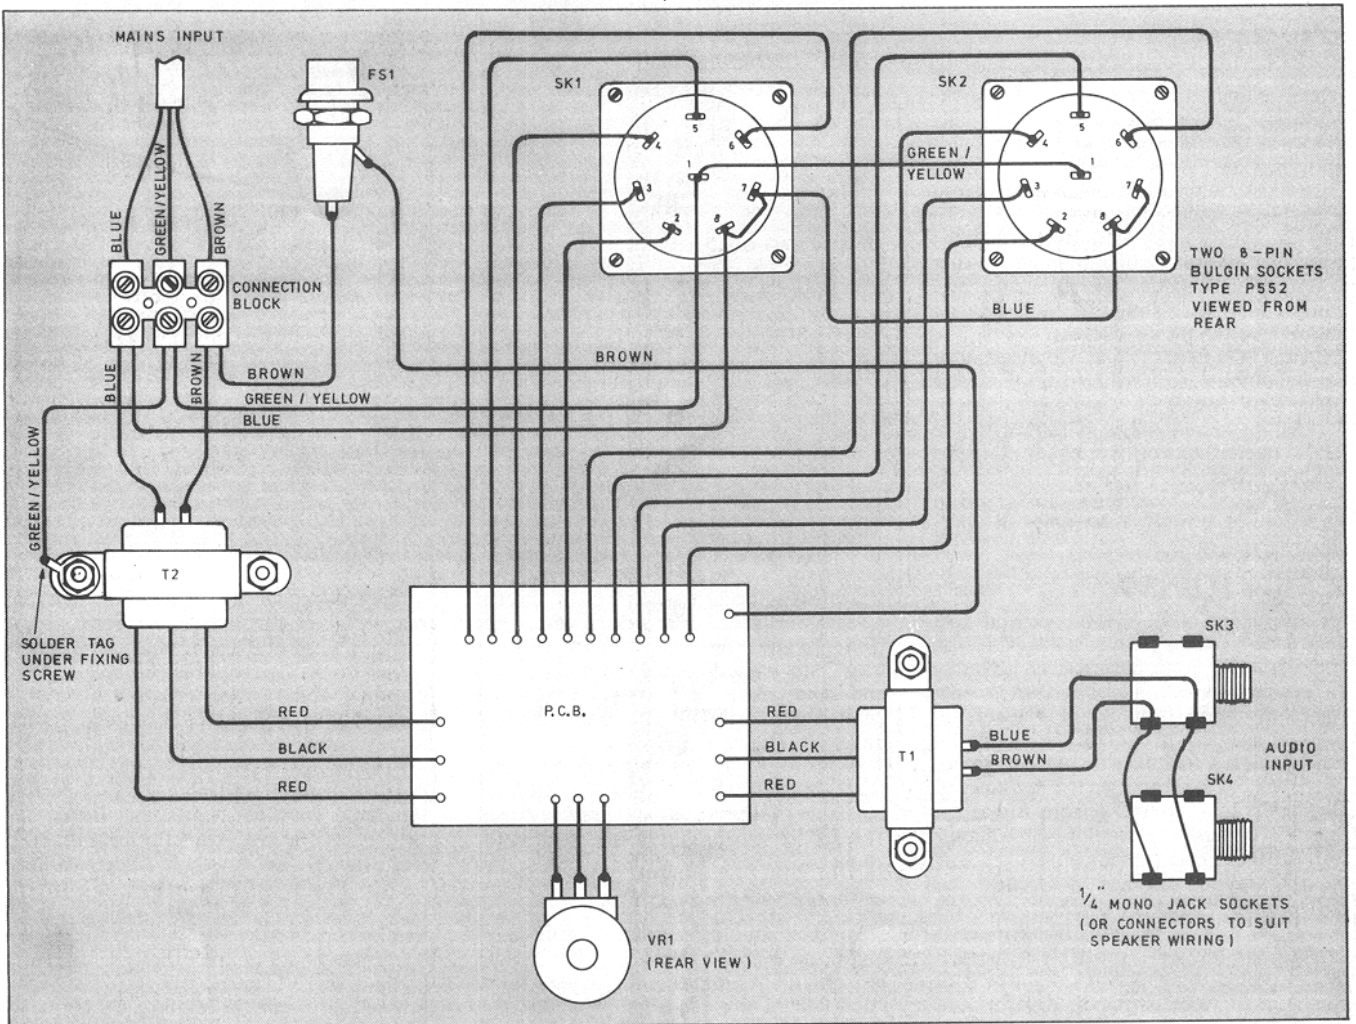 MAINS INPUT
FS1
SK1
SK2
5
4
6
1
3
7
2
8
5
4
6
1
3
7
2
8
GREEN /
YELLOW
BLUE
GREEN/YELLOW
BROWN
CONNECTION
BLOCK
TWO 8-PIN
BULGIN SOCKETS
TYPE P552
VIEWED FROM
REAR
BLUE
BROWN
BLUE
BROWN
BROWN
GREEN / YELLOW
BLUE
GREEN/YELLOW
T2
SOLDER TAG
UNDER FIXING
SCREW
RED
BLACK
RED
P.C.B.
RED
BLACK
RED
T1
BLUE
BROWN
SK3
AUDIO
INPUT
SK4
1/4" MONO JACK SOCKETS
(OR CONNECTORS TO SUIT
SPEAKER WIRING)
VR1
(REAR VIEW)